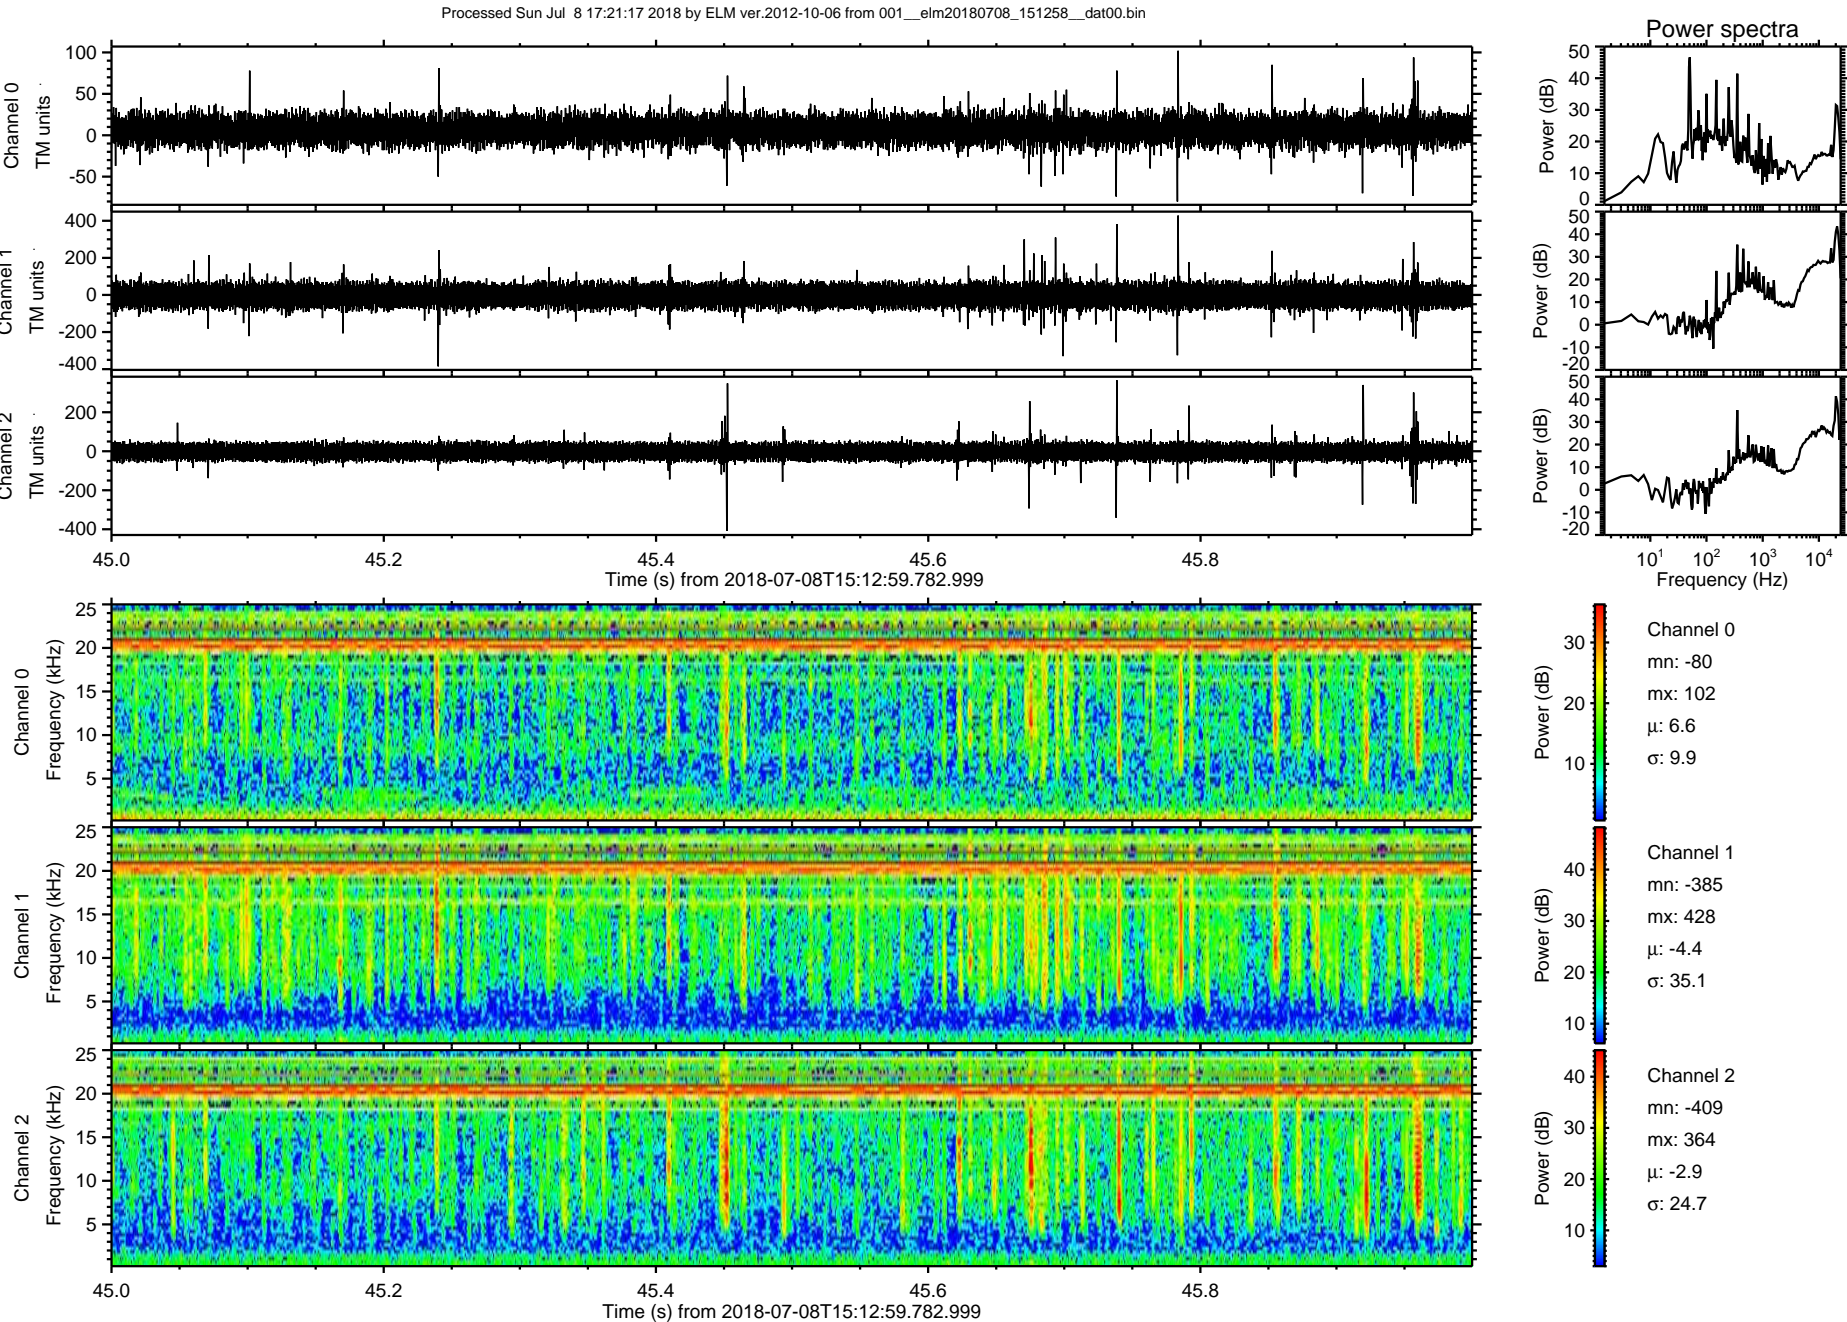 Processed Sun Jul  8 17:21:17 2018 by ELM ver.2012-10-06 from 001__elm20180708_151258__dat00.bin
Power spectra
Channel 0
TM units
100
50
0
-50
Power (dB)
50
40
30
20
10
0
Channel 1
TM units
400
200
0
-200
-400
Power (dB)
50
40
30
20
10
0
-10
-20
Channel 2
TM units
200
0
-200
-400
Power (dB)
50
40
30
20
10
0
-10
-20
45.0 45.2 45.4 45.6 45.8
Time (s) from 2018-07-08T15:12:59.782.999
10¹ 10² 10³ 10⁴
Frequency (Hz)
Channel 0
Frequency (kHz)
25
20
15
10
5
Power (dB)
30
20
10
Channel 0
mn: -80
mx: 102
μ: 6.6
σ: 9.9
Channel 1
Frequency (kHz)
25
20
15
10
5
Power (dB)
40
30
20
10
Channel 1
mn: -385
mx: 428
μ: -4.4
σ: 35.1
Channel 2
Frequency (kHz)
25
20
15
10
5
Power (dB)
40
30
20
10
Channel 2
mn: -409
mx: 364
μ: -2.9
σ: 24.7
45.0 45.2 45.4 45.6 45.8
Time (s) from 2018-07-08T15:12:59.782.999